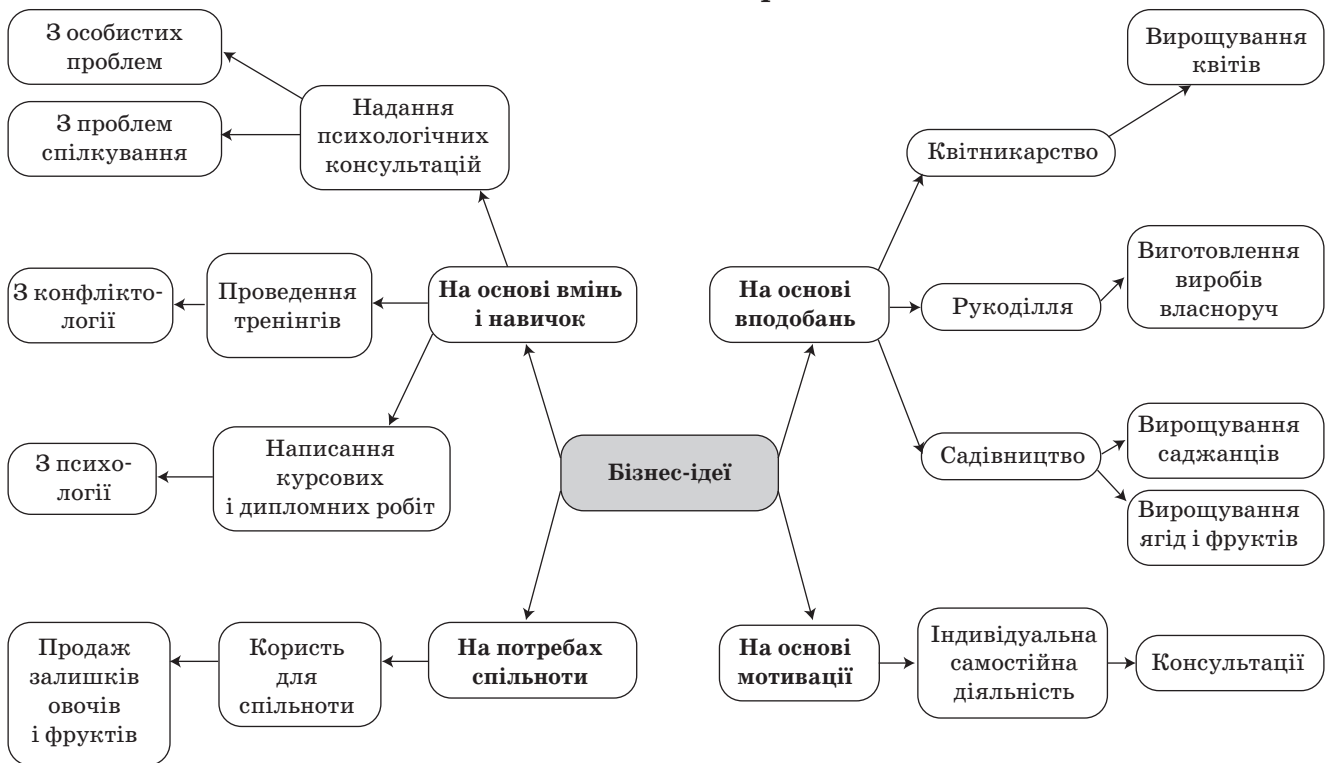 З особистих
проблем
З проблем
спілкування
Надання
психологічних
консультацій
З конфлікто-
логії
Проведення
тренінгів
На основі вмінь
і навичок
З психо-
логії
Написання
курсових
і дипломних робіт
Бізнес-ідеї
Продаж
залишків
овочів
і фруктів
Користь
для
спільноти
На потребах
спільноти
Вирощування
квітів
Квітникарство
На основі
вподобань
Рукоділля
Виготовлення
виробів
власноруч
Садівництво
Вирощування
саджанців
Вирощування
ягід і фруктів
На основі
мотивації
Індивідуальна
самостійна
діяльність
Консультації